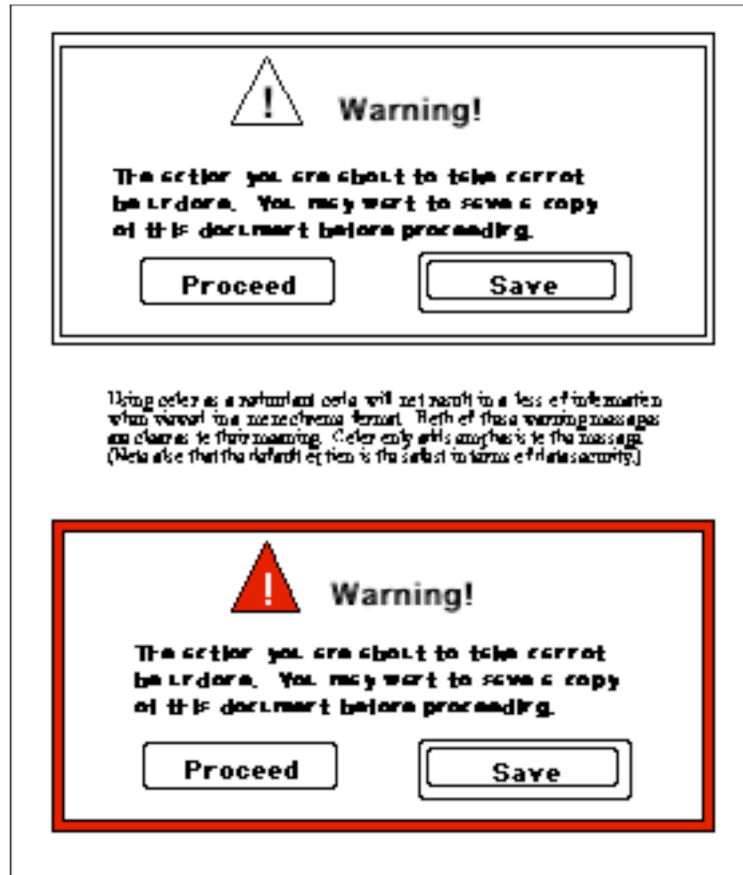 !
Warning!
The action you are about to take cannot
be undone. You may want to save a copy
of this document before proceeding.
Proceed
Save
Using color as a redundant code will not result in a loss of information
when viewed in a monochrome format. Both of these warning messages
are clear as to their meaning. Color only adds emphasis to the message.
(Note also that the default option is the safest in terms of data security.)
!
Warning!
The action you are about to take cannot
be undone. You may want to save a copy
of this document before proceeding.
Proceed
Save